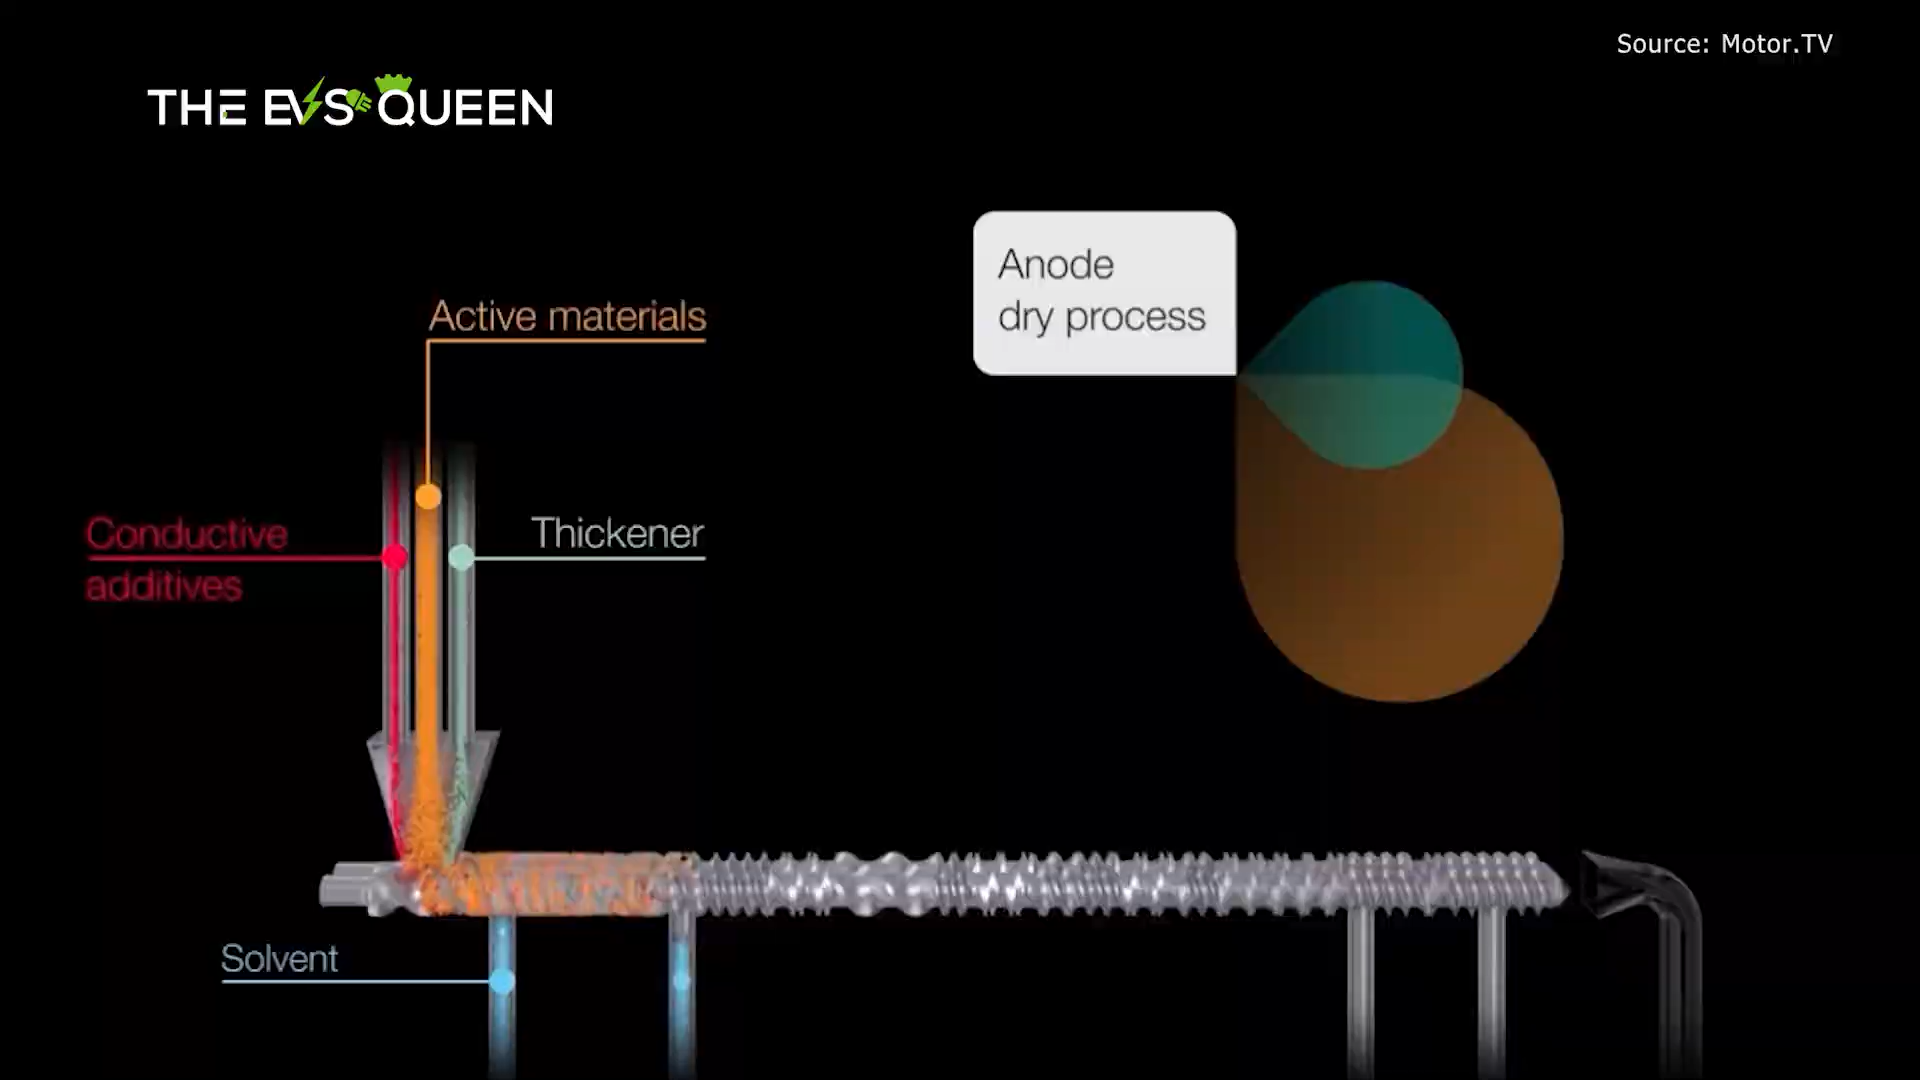 Source: Motor.TV
THE EVS QUEEN
Anode
dry process
Active materials
Conductive
additives
Thickener
Solvent